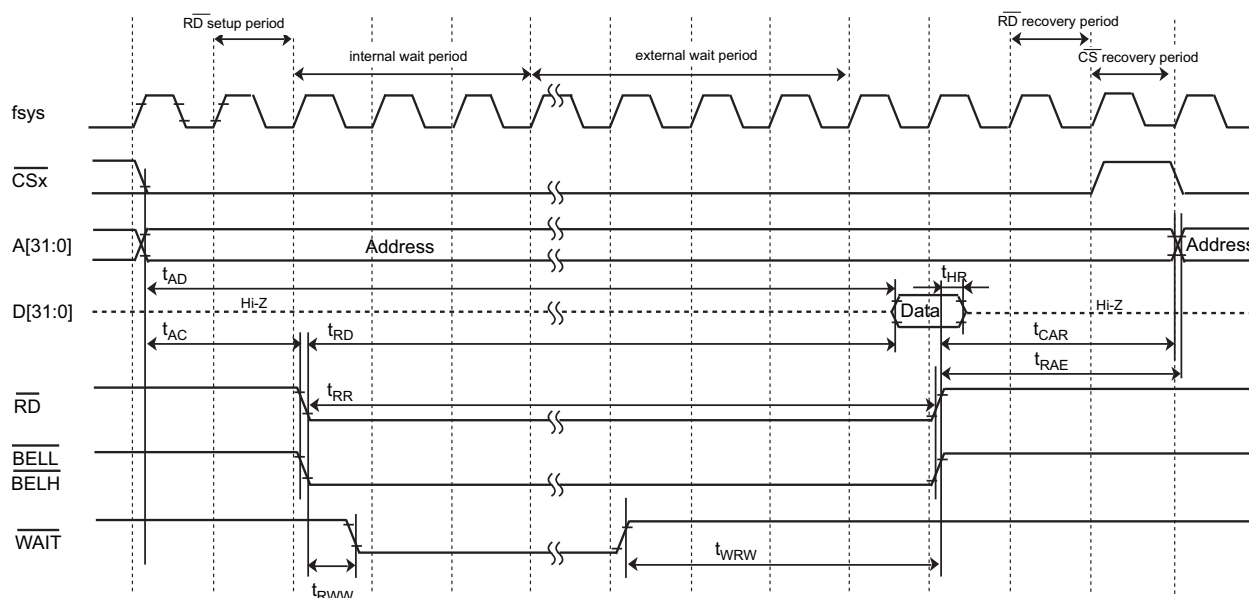 RD setup period
RD recovery period
internal wait period
external wait period
CS recovery period
fsys
CSx
A[31:0]
Address
Address
tAD
tHR
D[31:0]
Hi-Z
Data
Hi-Z
tAC
tRD
tCAR
tRAE
tRR
RD
BELL
BELH
WAIT
tWRW
tRWW